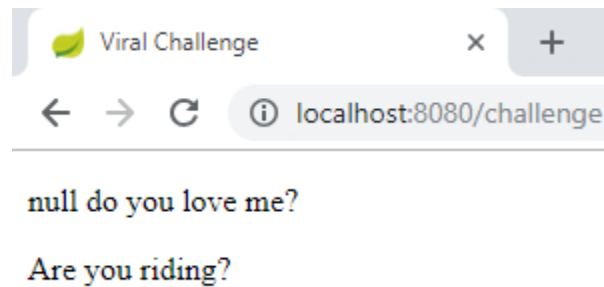 Viral Challenge
localhost:8080/challenge
null do you love me?
Are you riding?